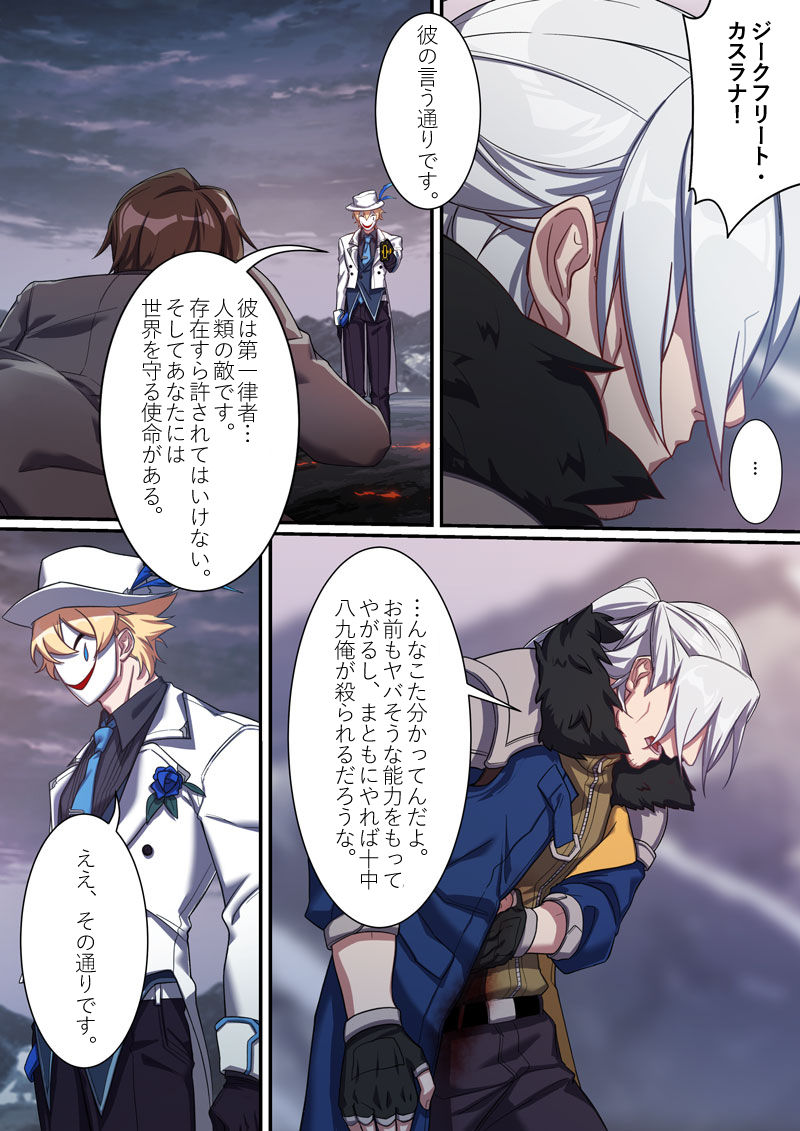 ジークフリート・
カスラナ！
…
彼の言う通りです。
彼は第一律者…
人類の敵です。
存在すら許されてはいけない。
そしてあなたには
世界を守る使命がある。
…んなこた分かってんだよ。
お前もヤバそうな能力をもって
やがるし、まともにやれば十中
八九俺が殺られるだろうな。
ええ、その通りです。